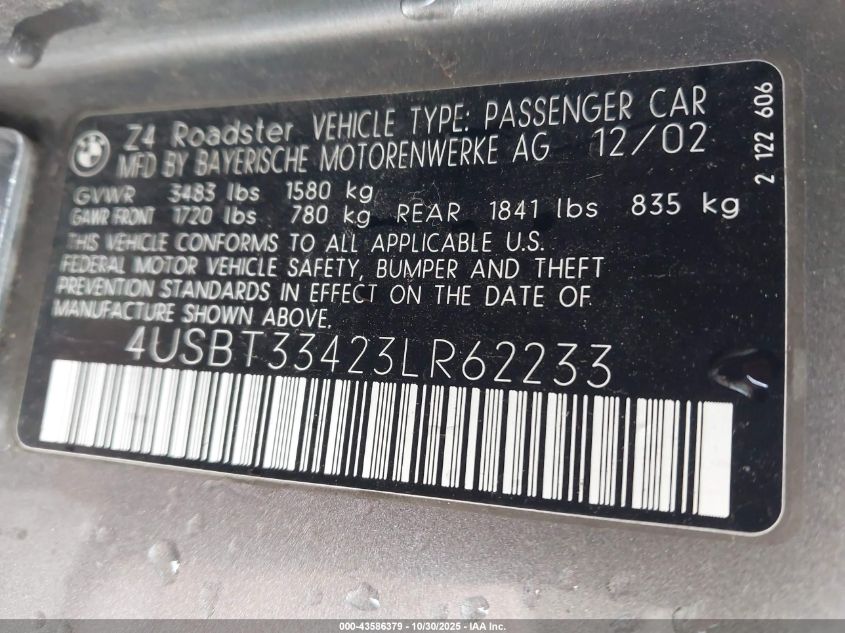 Z4 Roadster VEHICLE TYPE: PASSENGER CAR
MFD BY BAYERISCHE MOTORENWERKE AG 12/02
GVWR 3483 lbs 1580 kg
GAWR FRONT 1720 lbs 780 kg REAR 1841 lbs 835 kg
THIS VEHICLE CONFORMS TO ALL APPLICABLE U.S.
FEDERAL MOTOR VEHICLE SAFETY, BUMPER AND THEFT
PREVENTION STANDARDS IN EFFECT ON THE DATE OF
MANUFACTURE SHOWN ABOVE.
4USBT33423LR62233
2 122 606
000-43586379 - 10/30/2025 - IAA, Inc.